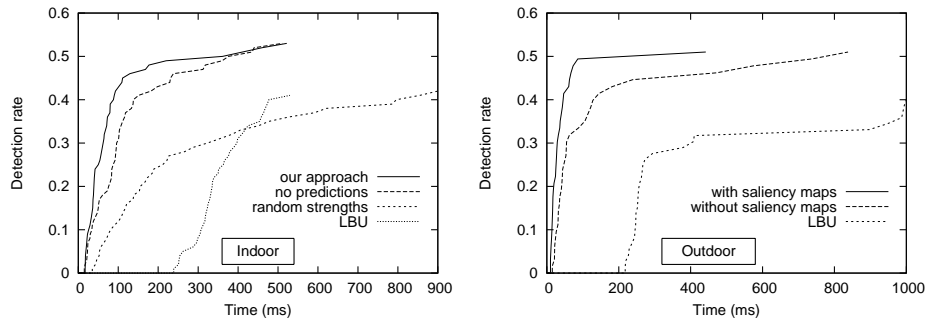 0.6
0.5
0.4
0.3
0.2
0.1
0
Detection rate
0 100 200 300 400 500 600 700 800 900
Time (ms)
our approach
no predictions
random strengths
LBU
Indoor
0.6
0.5
0.4
0.3
0.2
0.1
0
Detection rate
0 200 400 600 800 1000
Time (ms)
with saliency maps
without saliency maps
LBU
Outdoor